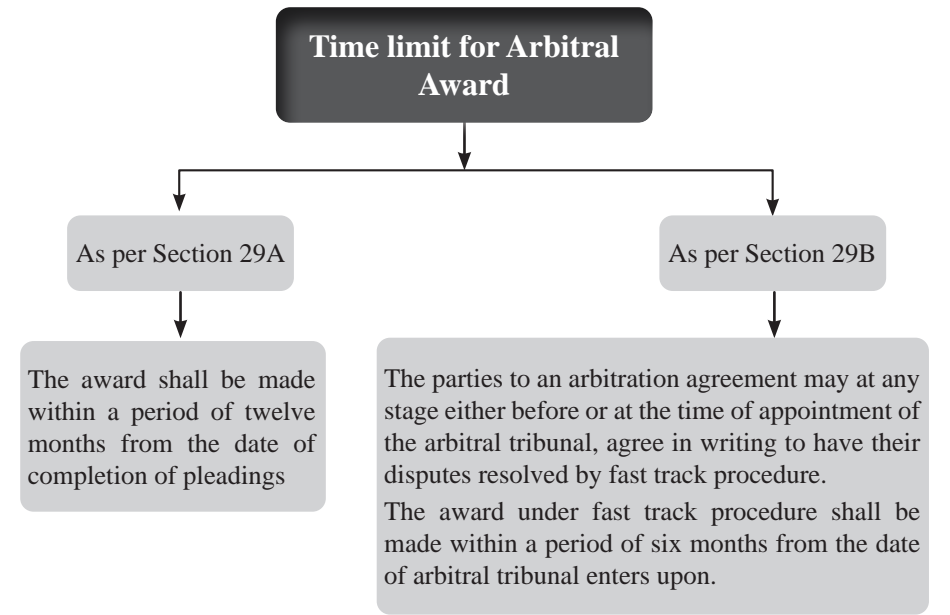 Time limit for Arbitral
Award
As per Section 29A
As per Section 29B
The award shall be made
within a period of twelve
months from the date of
completion of pleadings
The parties to an arbitration agreement may at any
stage either before or at the time of appointment of
the arbitral tribunal, agree in writing to have their
disputes resolved by fast track procedure.
The award under fast track procedure shall be
made within a period of six months from the date
of arbitral tribunal enters upon.